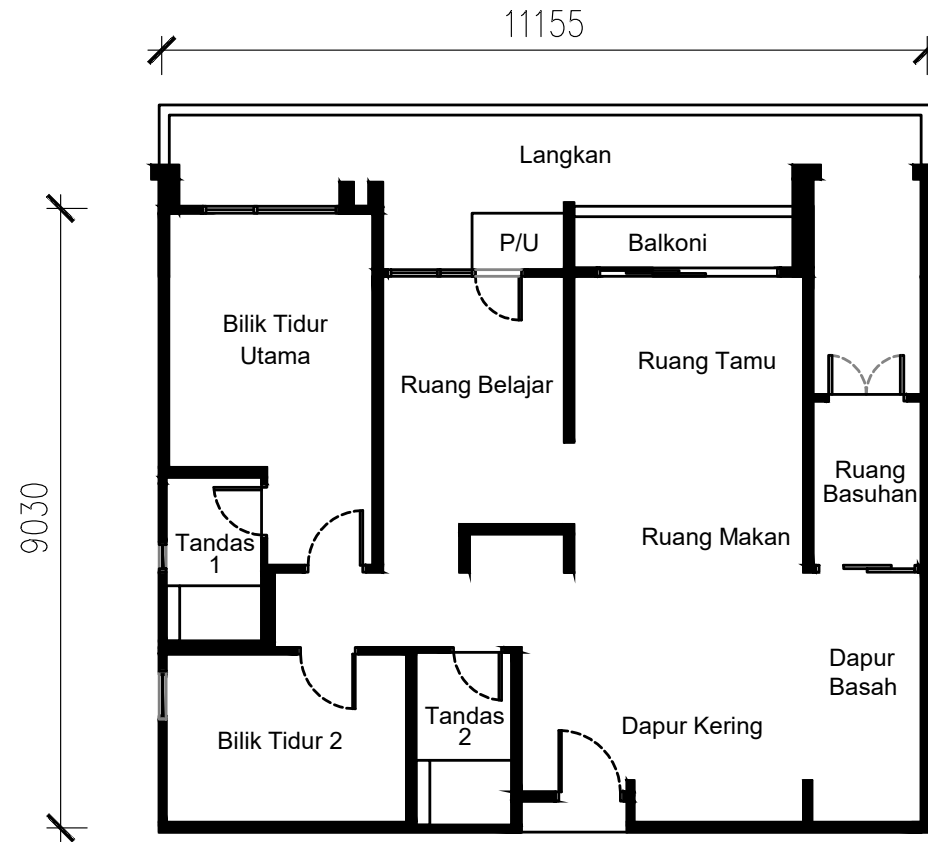 11155
Langkan
P/U
Balkoni
Bilik Tidur
Utama
Ruang Belajar
Ruang Tamu
Ruang
Basuhan
9030
Tandas
1
Ruang Makan
Dapur
Basah
Tandas
2
Dapur Kering
Bilik Tidur 2